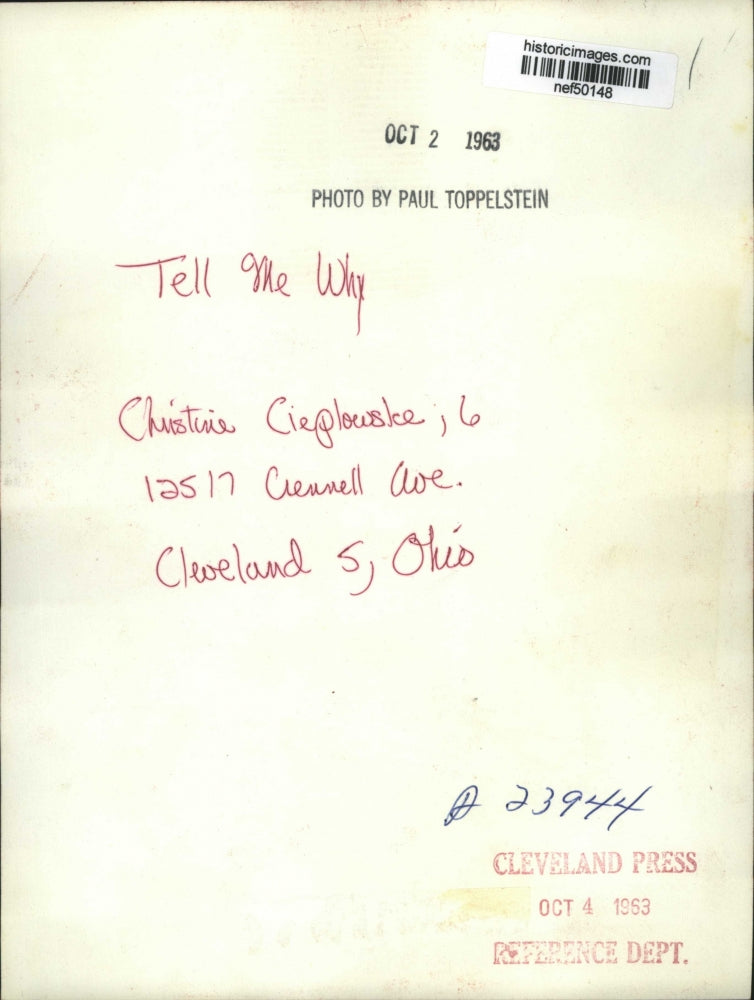 historicimages.com
nef50148
OCT 2 1963
PHOTO BY PAUL TOPPELSTEIN
Tell Me Why
Christine Cieplowske, 6
12517 Crennell Ave.
Cleveland 5, Ohio
23944
CLEVELAND PRESS
OCT 4 1963
REFERENCE DEPT.